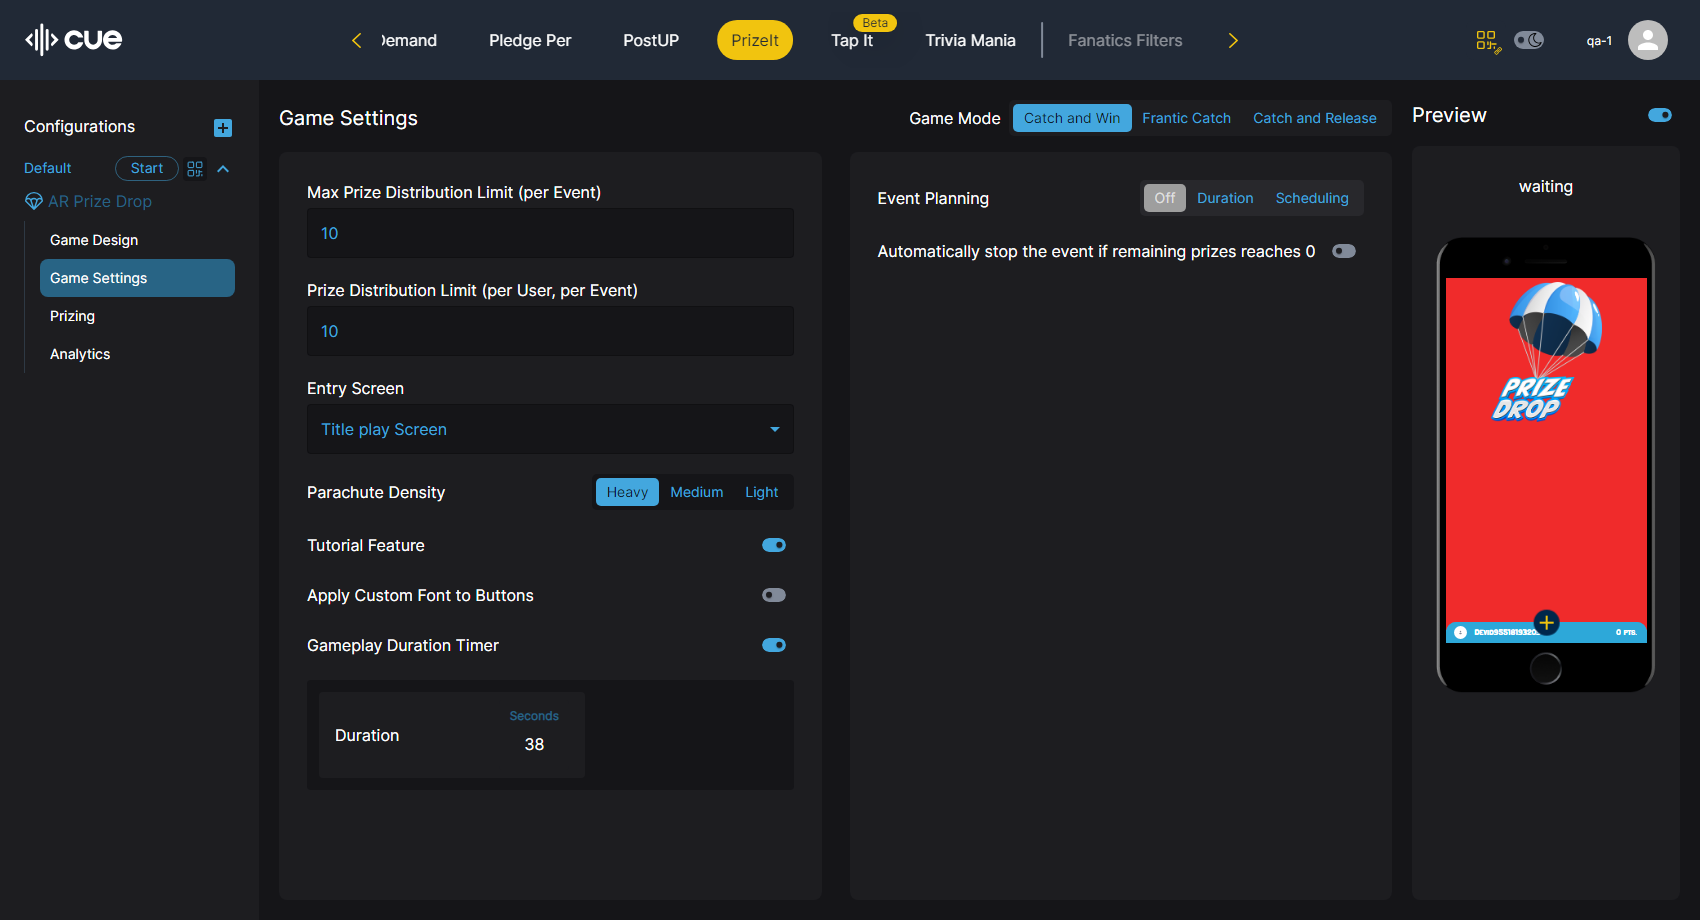 cue
Demand
Pledge Per
PostUP
PrizeIt
Beta
Tap It
Trivia Mania
Fanatics Filters
qa-1
Configurations
Default
Start
AR Prize Drop
Game Design
Game Settings
Prizing
Analytics
Game Settings
Game Mode
Catch and Win
Frantic Catch
Catch and Release
Max Prize Distribution Limit (per Event)
10
Prize Distribution Limit (per User, per Event)
10
Entry Screen
Title play Screen
Parachute Density
Heavy
Medium
Light
Tutorial Feature
Apply Custom Font to Buttons
Gameplay Duration Timer
Duration
Seconds
38
Event Planning
Off
Duration
Scheduling
Automatically stop the event if remaining prizes reaches 0
Preview
waiting
PRIZE
DROP
0 PTS.